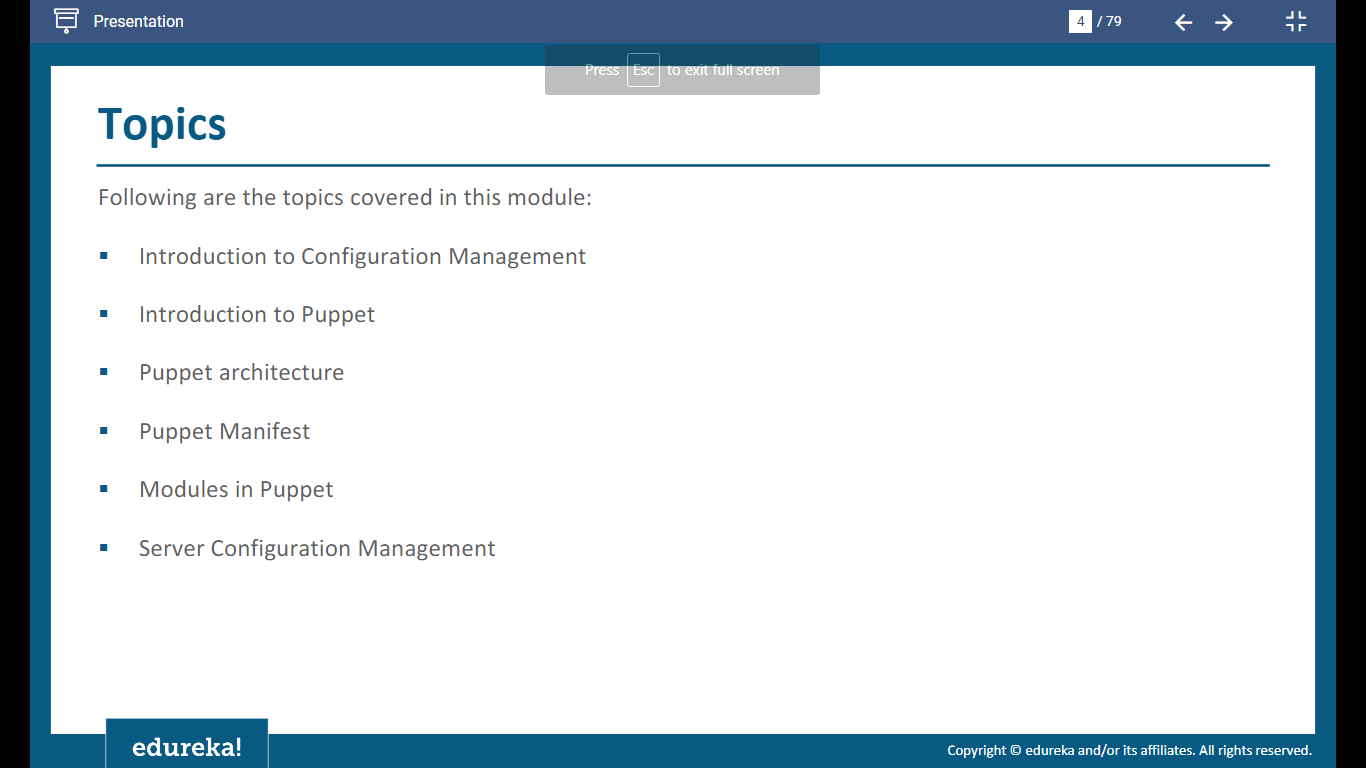 Presentation
4 / 79
Press Esc to exit full screen
Topics
Following are the topics covered in this module:
Introduction to Configuration Management
Introduction to Puppet
Puppet architecture
Puppet Manifest
Modules in Puppet
Server Configuration Management
edureka!
Copyright © edureka and/or its affiliates. All rights reserved.